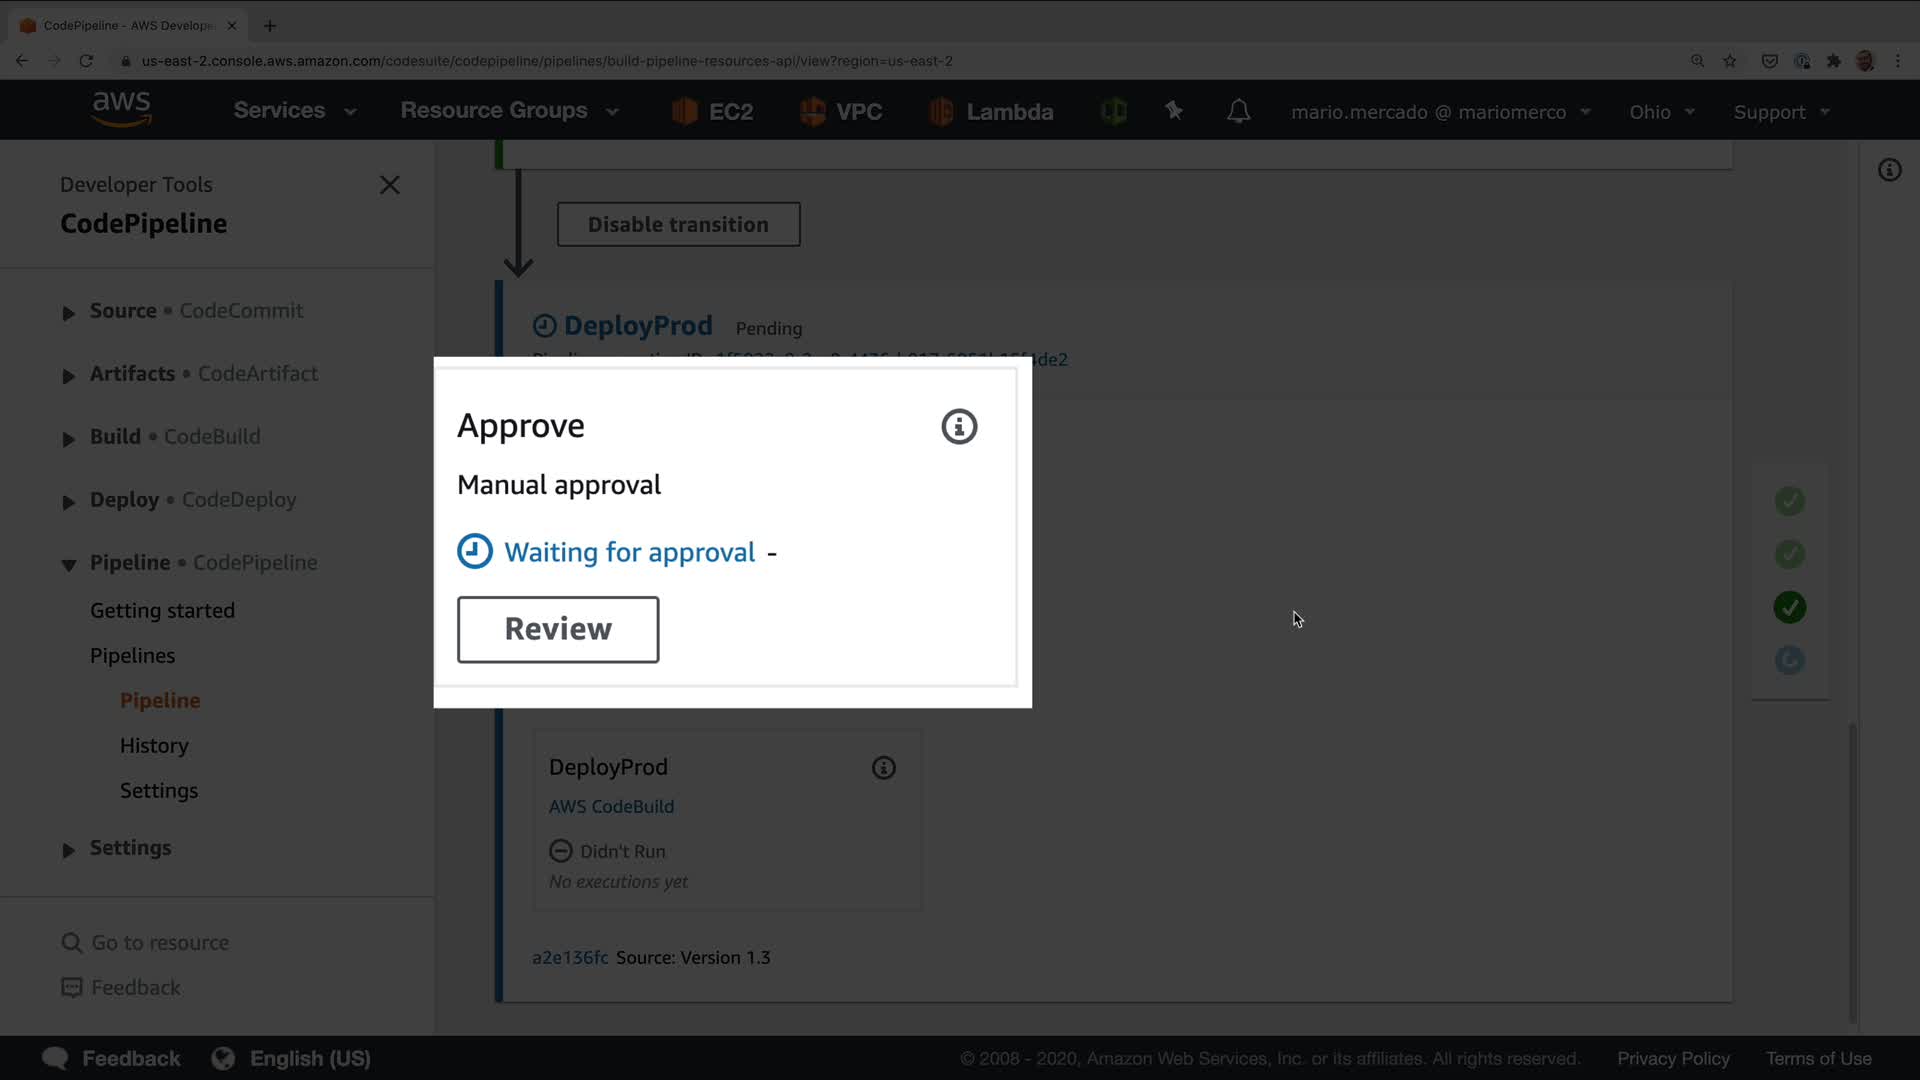 CodePipeline - AWS Develope
us-east-2.console.aws.amazon.com/codesuite/codepipeline/pipelines/build-pipeline-resources-api/view?region=us-east-2
aws
Services
Resource Groups
EC2
VPC
Lambda
mario.mercado @ mariomerco
Ohio
Support
Developer Tools
CodePipeline
Source • CodeCommit
Artifacts • CodeArtifact
Build • CodeBuild
Deploy • CodeDeploy
Pipeline • CodePipeline
Getting started
Pipelines
Pipeline
History
Settings
Settings
Go to resource
Feedback
Disable transition
DeployProd Pending
Approve
Manual approval
Waiting for approval -
Review
DeployProd
AWS CodeBuild
Didn't Run
No executions yet
a2e136fc Source: Version 1.3
Feedback
English (US)
© 2008 - 2020, Amazon Web Services, Inc. or its affiliates. All rights reserved.
Privacy Policy
Terms of Use